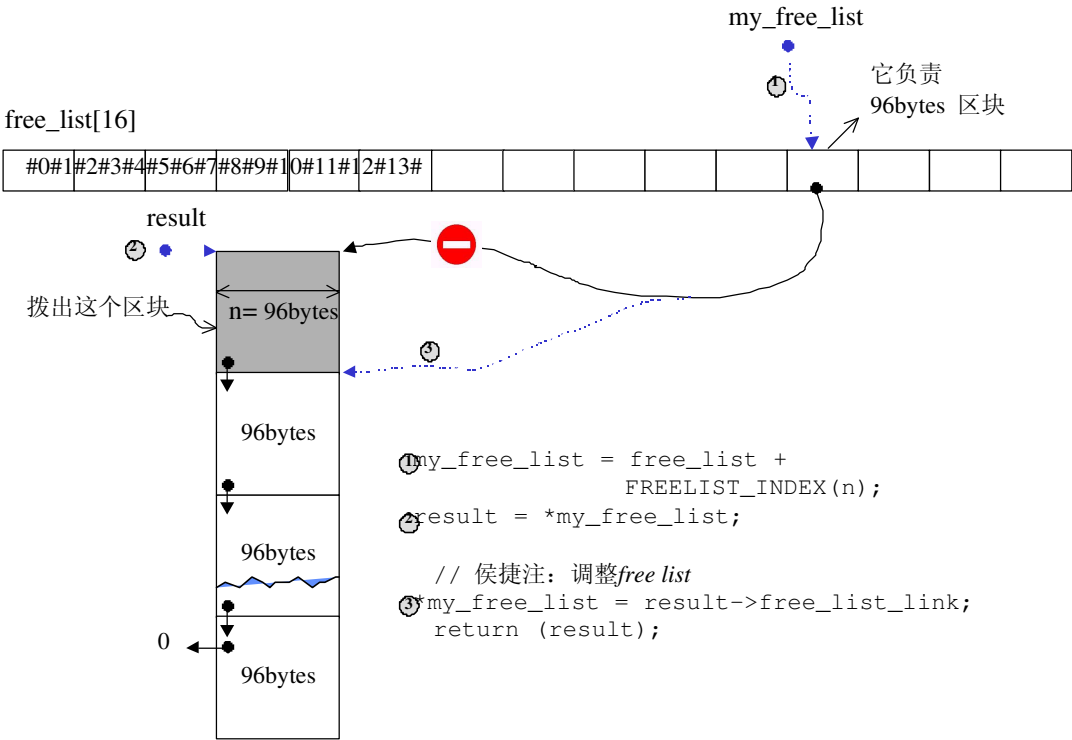 my_free_list
1
它负责
96bytes 区块
free_list[16]
#0#1#2#3#4#5#6#7#8#9#10#11#12#13#
result
2
拨出这个区块
n= 96bytes
3
96bytes
96bytes
0
96bytes
1my_free_list = free_list +
FREELIST_INDEX(n);
2result = *my_free_list;
// 侯捷注：调整free list
3*my_free_list = result->free_list_link;
return (result);